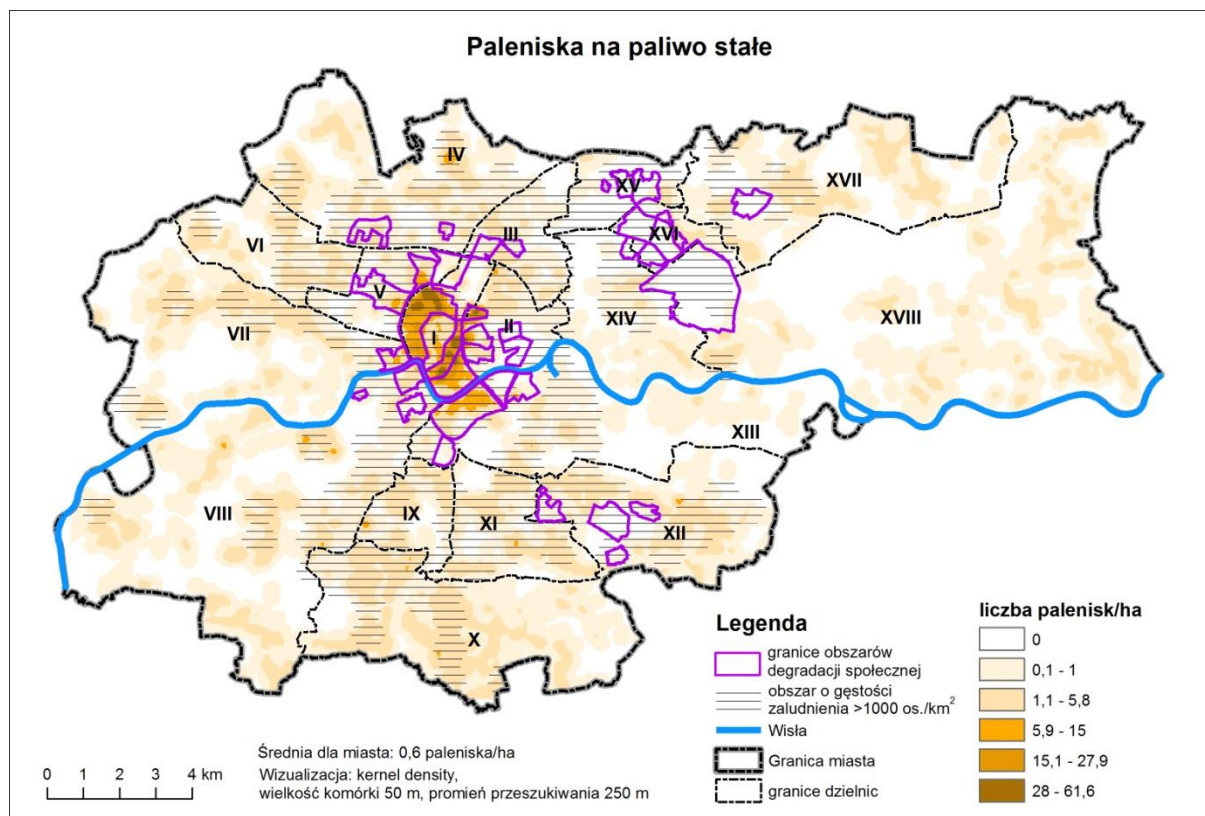 Paleniska na paliwo stałe
IV
XV
XVII
III
XVI
VI
V
VII
II
XIV
XVIII
I
XIII
VIII
IX
XI
XII
X
Legenda
granice obszarów
degradacji społecznej
obszar o gęstości
zaludnienia >1000 os./km²
Wisła
Granica miasta
granice dzielnic
liczba palenisk/ha
0
0,1 - 1
1,1 - 5,8
5,9 - 15
15,1 - 27,9
28 - 61,6
Średnia dla miasta: 0,6 paleniska/ha
Wizualizacja: kernel density,
wielkość komórki 50 m, promień przeszukiwania 250 m
0 1 2 3 4 km